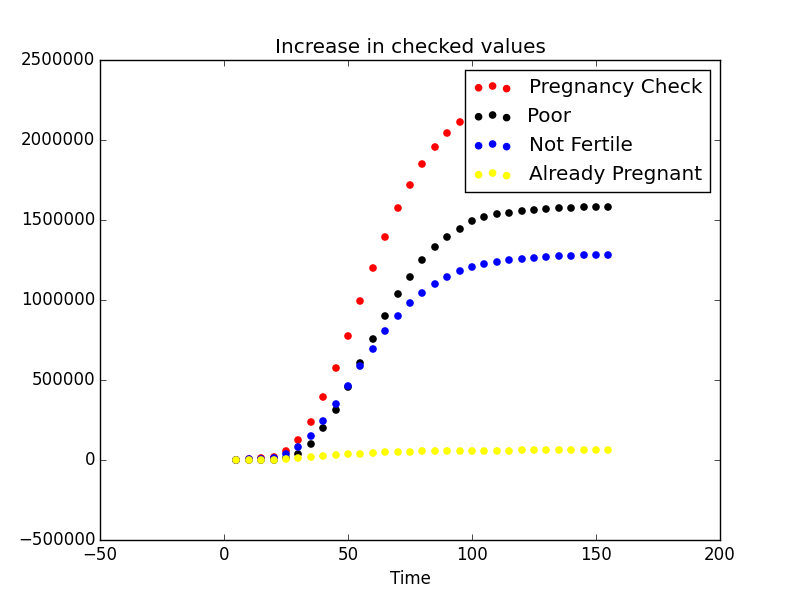 Increase in checked values
2500000
2000000
1500000
1000000
500000
0
−500000
−50
0
50
100
150
200
Time
Pregnancy Check
Poor
Not Fertile
Already Pregnant